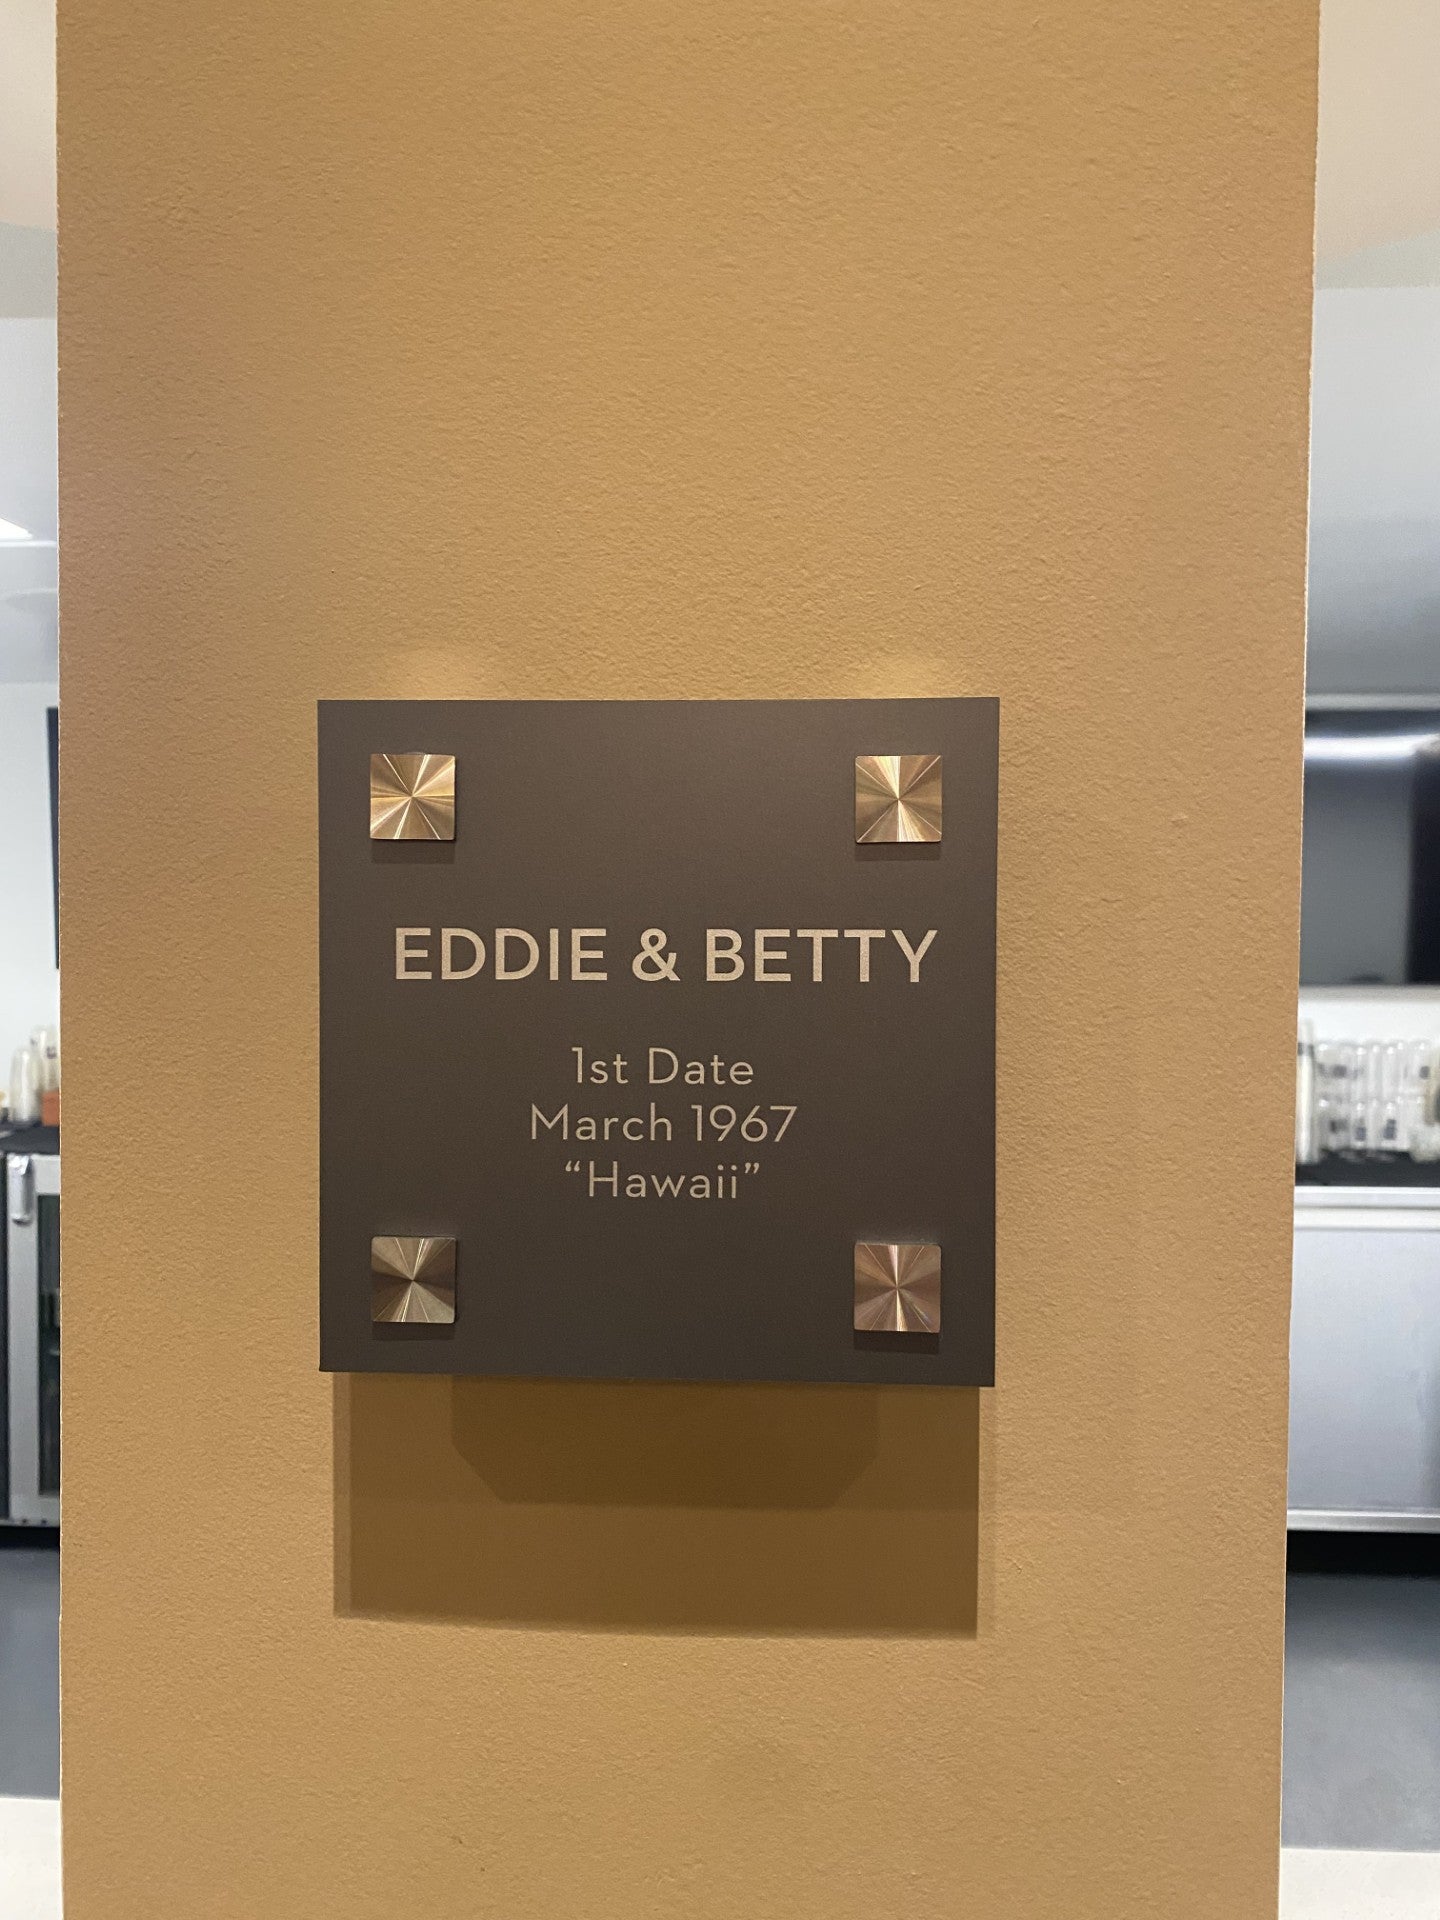 EDDIE & BETTY
1st Date
March 1967
“Hawaii”